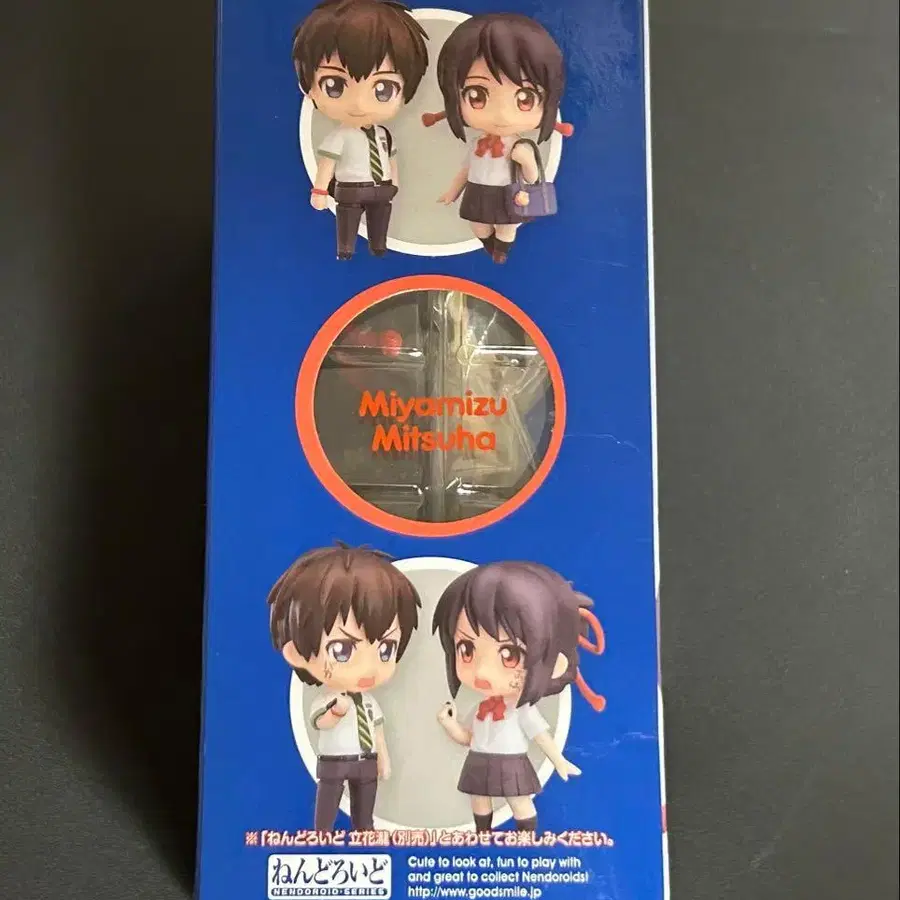 Miyamizu
Mitsuha
※「ねんどろいど 立花瀧(別売)」とあわせてお楽しみください。
ねんどろいど
NENDOROID・SERIES
Cute to look at, fun to play with
and great to collect Nendoroids!
http://www.goodsmile.jp